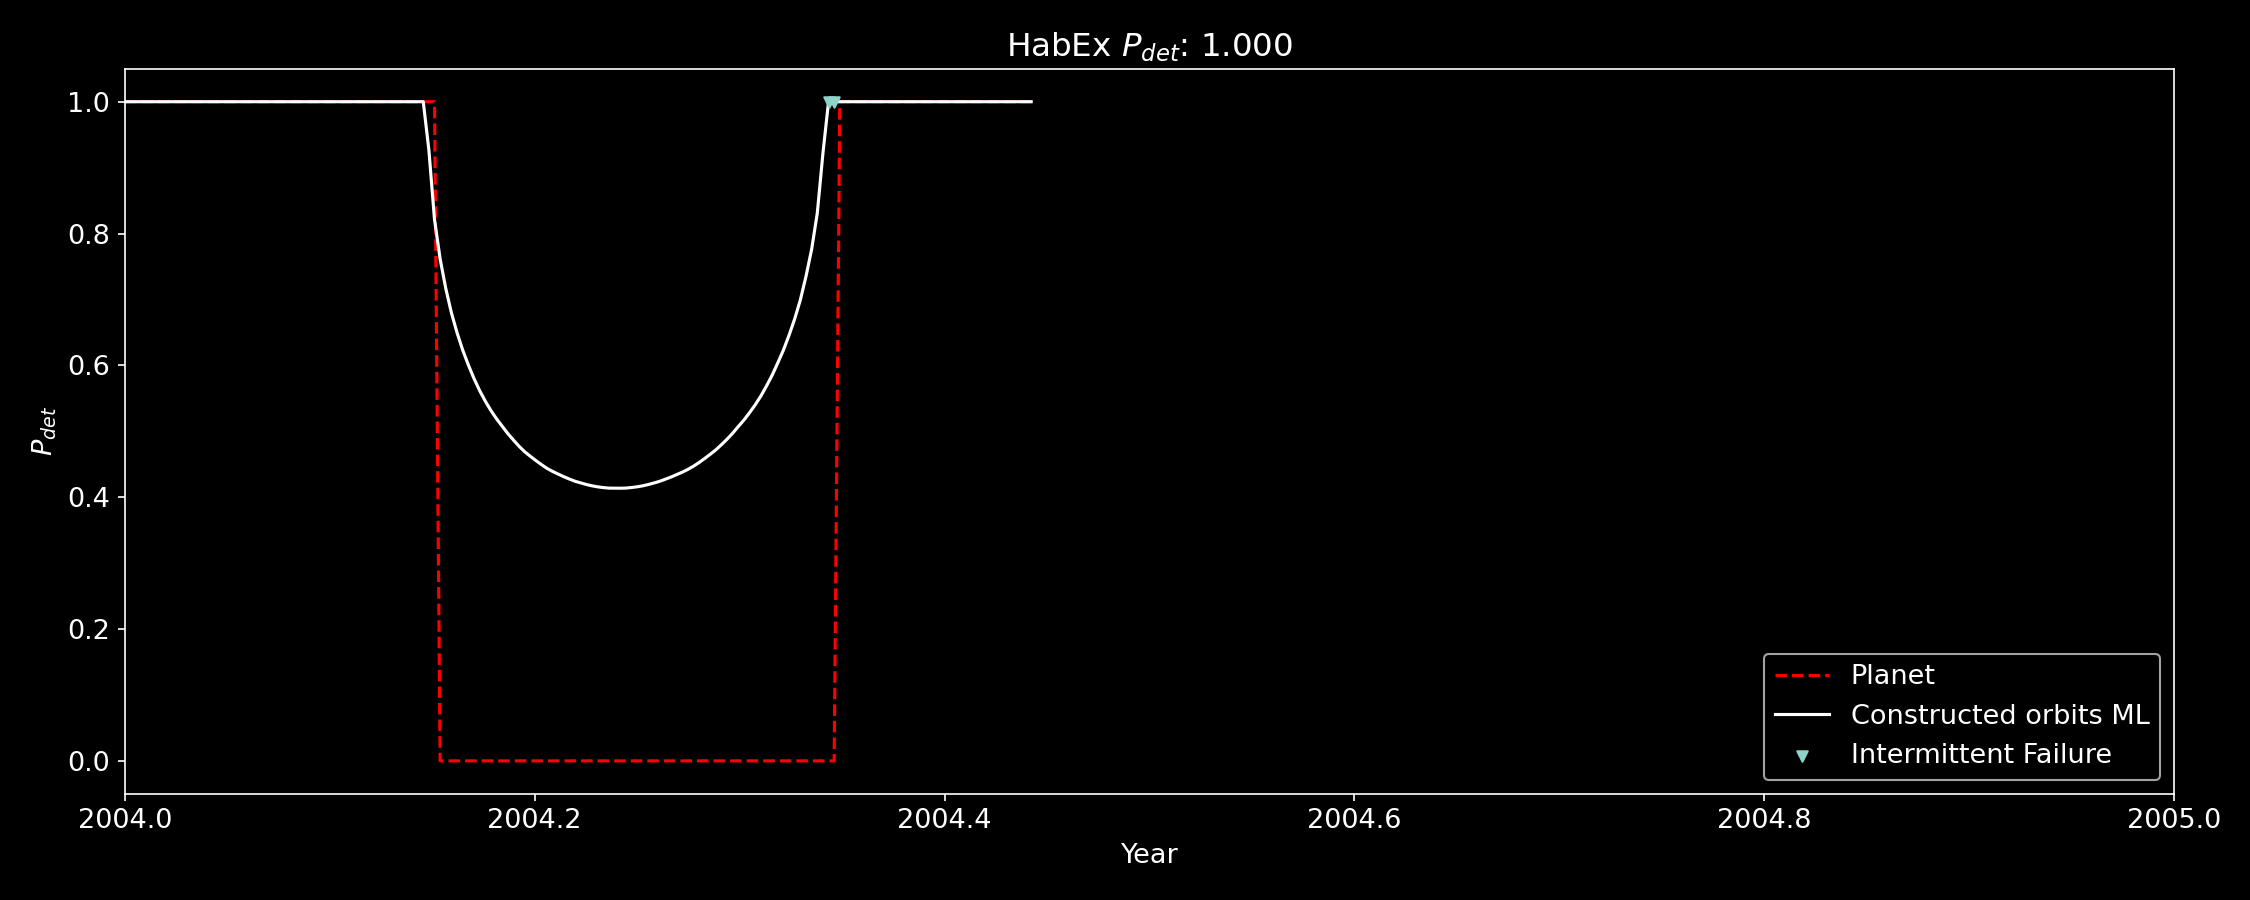 HabEx P_det: 1.000
1.0
0.8
0.6
0.4
0.2
0.0
P_det
2004.0 2004.2 2004.4 2004.6 2004.8 2005.0
Year
Planet
Constructed orbits ML
Intermittent Failure